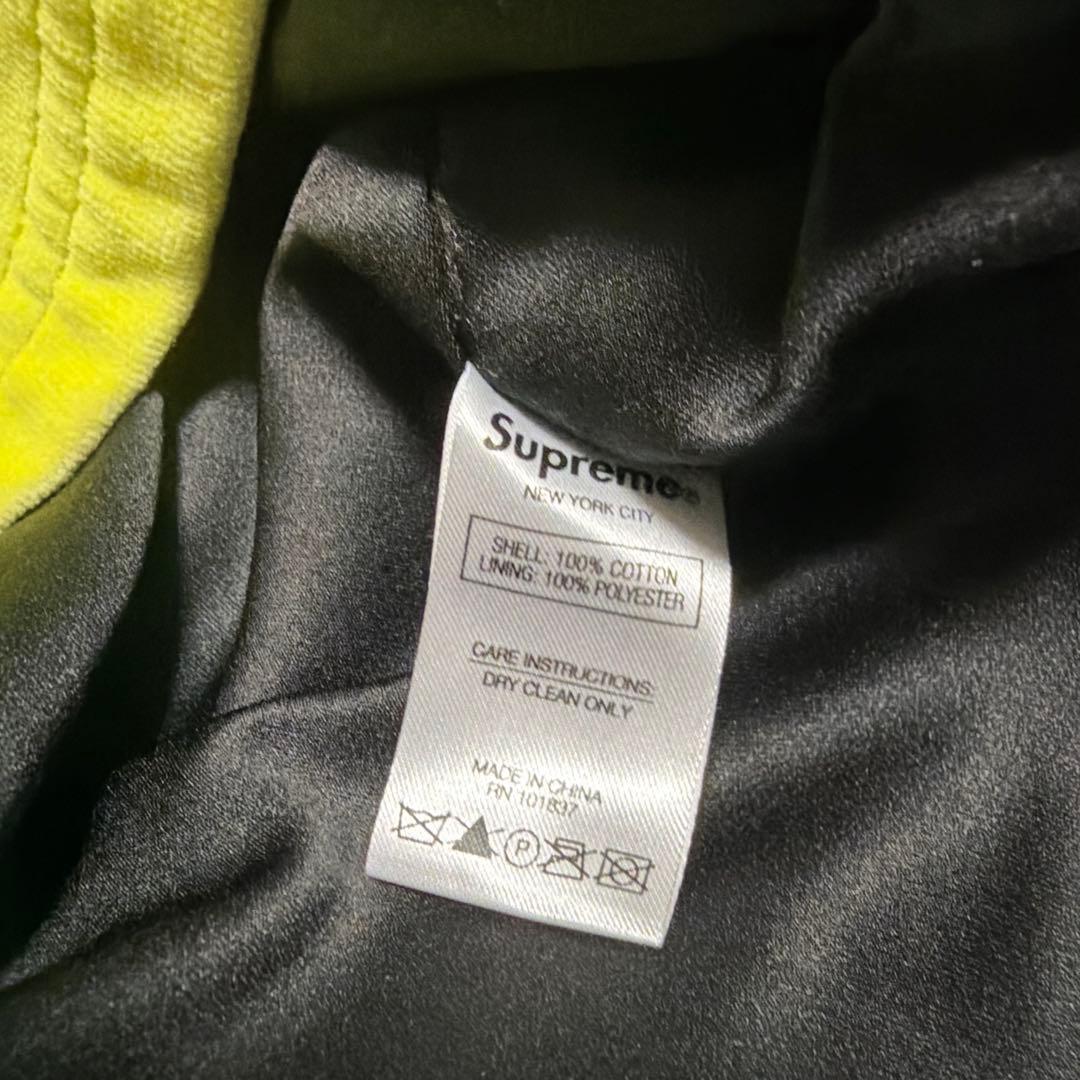 Supreme®
NEW YORK CITY
SHELL: 100% COTTON
LINING: 100% POLYESTER
CARE INSTRUCTIONS:
DRY CLEAN ONLY
MADE IN CHINA
RN 101837
P